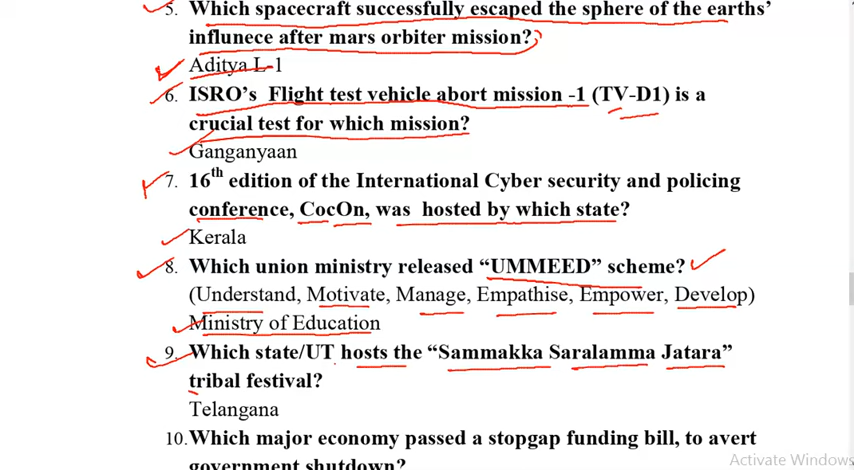 5. Which spacecraft successfully escaped the sphere of the earths’
influnece after mars orbiter mission?
Aditya L-1
6. ISRO’s Flight test vehicle abort mission -1 (TV-D1) is a
crucial test for which mission?
Ganganyaan
7. 16th edition of the International Cyber security and policing
conference, CocOn, was hosted by which state?
Kerala
8. Which union ministry released “UMMEED” scheme?
(Understand, Motivate, Manage, Empathise, Empower, Develop)
Ministry of Education
9. Which state/UT hosts the “Sammakka Saralamma Jatara”
tribal festival?
Telangana
10. Which major economy passed a stopgap funding bill, to avert
government shutdown?
Activate Windows